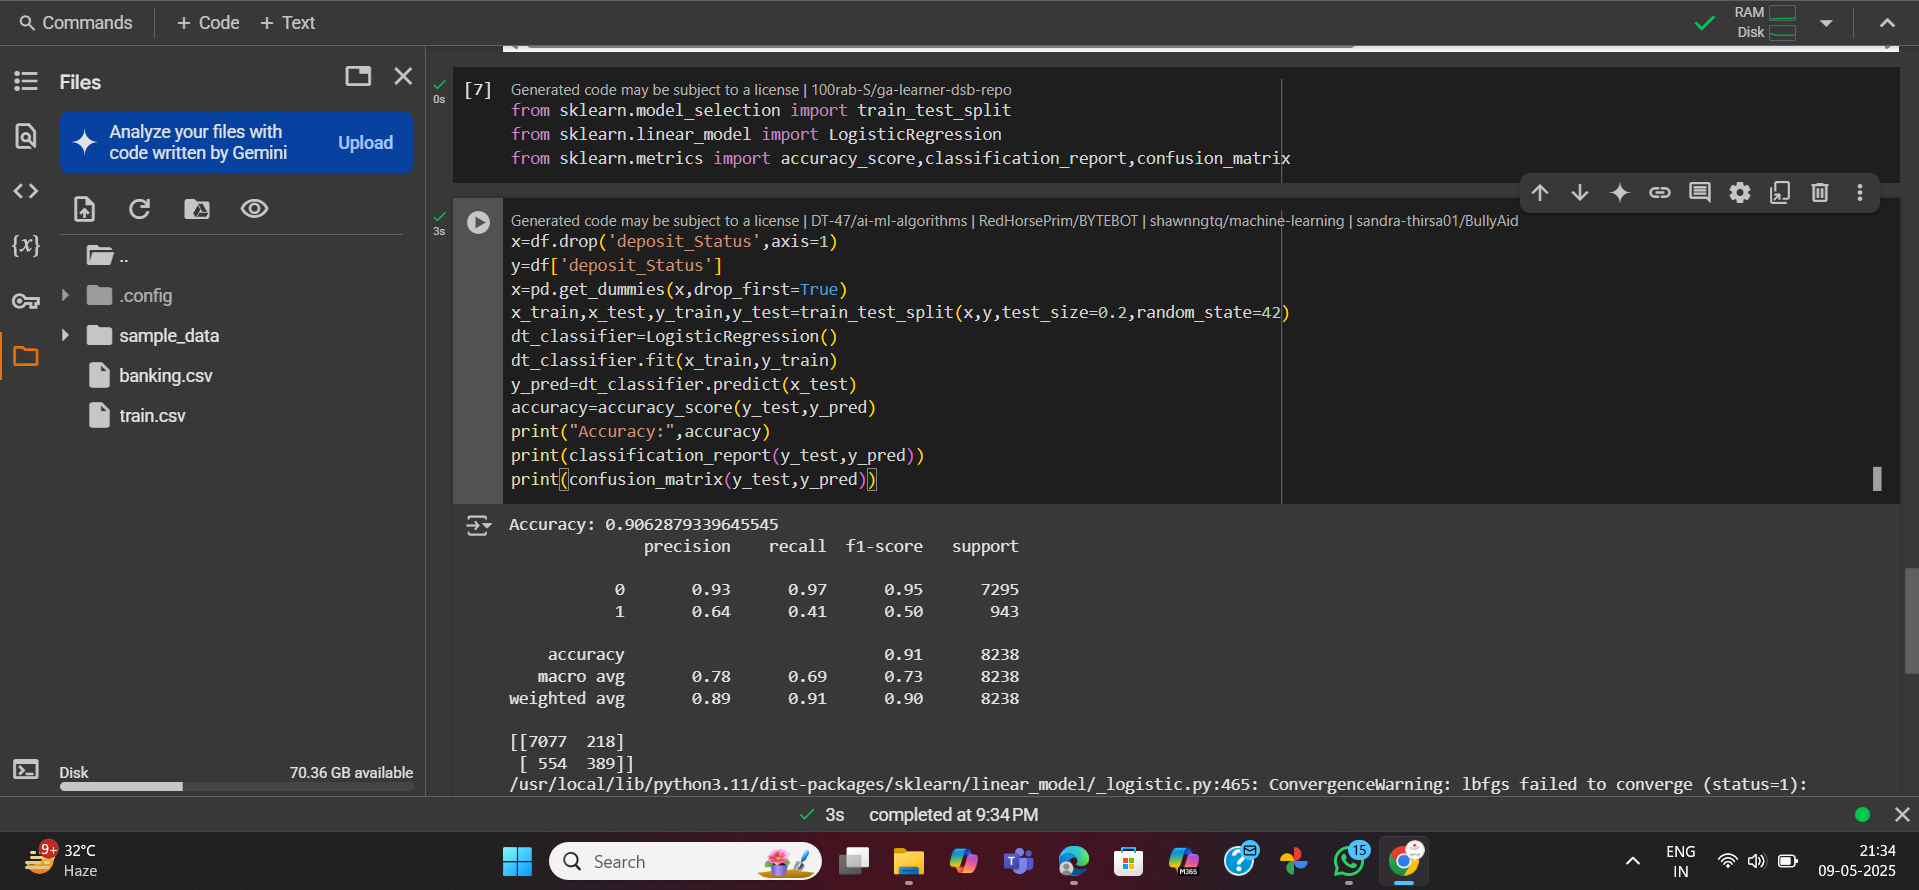 Commands + Code + Text RAM
Disk
Files
Analyze your files with
code written by Gemini
Upload
..
.config
sample_data
banking.csv
train.csv
Disk 70.36 GB available
0s
[7]
Generated code may be subject to a license | 100rab-S/ga-learner-dsb-repo
from sklearn.model_selection import train_test_split
from sklearn.linear_model import LogisticRegression
from sklearn.metrics import accuracy_score,classification_report,confusion_matrix
3s
Generated code may be subject to a license | DT-47/ai-ml-algorithms | RedHorsePrim/BYTEBOT | shawnngtq/machine-learning | sandra-thirsa01/BullyAid
x=df.drop('deposit_Status',axis=1)
y=df['deposit_Status']
x=pd.get_dummies(x,drop_first=True)
x_train,x_test,y_train,y_test=train_test_split(x,y,test_size=0.2,random_state=42)
dt_classifier=LogisticRegression()
dt_classifier.fit(x_train,y_train)
y_pred=dt_classifier.predict(x_test)
accuracy=accuracy_score(y_test,y_pred)
print("Accuracy:",accuracy)
print(classification_report(y_test,y_pred))
print(confusion_matrix(y_test,y_pred))
Accuracy: 0.9062879339645545
precision recall f1-score support
0 0.93 0.97 0.95 7295
1 0.64 0.41 0.50 943
accuracy 0.91 8238
macro avg 0.78 0.69 0.73 8238
weighted avg 0.89 0.91 0.90 8238
[[7077 218]
[ 554 389]]
/usr/local/lib/python3.11/dist-packages/sklearn/linear_model/_logistic.py:465: ConvergenceWarning: lbfgs failed to converge (status=1):
3s completed at 9:34 PM
9+
32°C
Haze
Search
M365
15
ENG
IN
21:34
09-05-2025